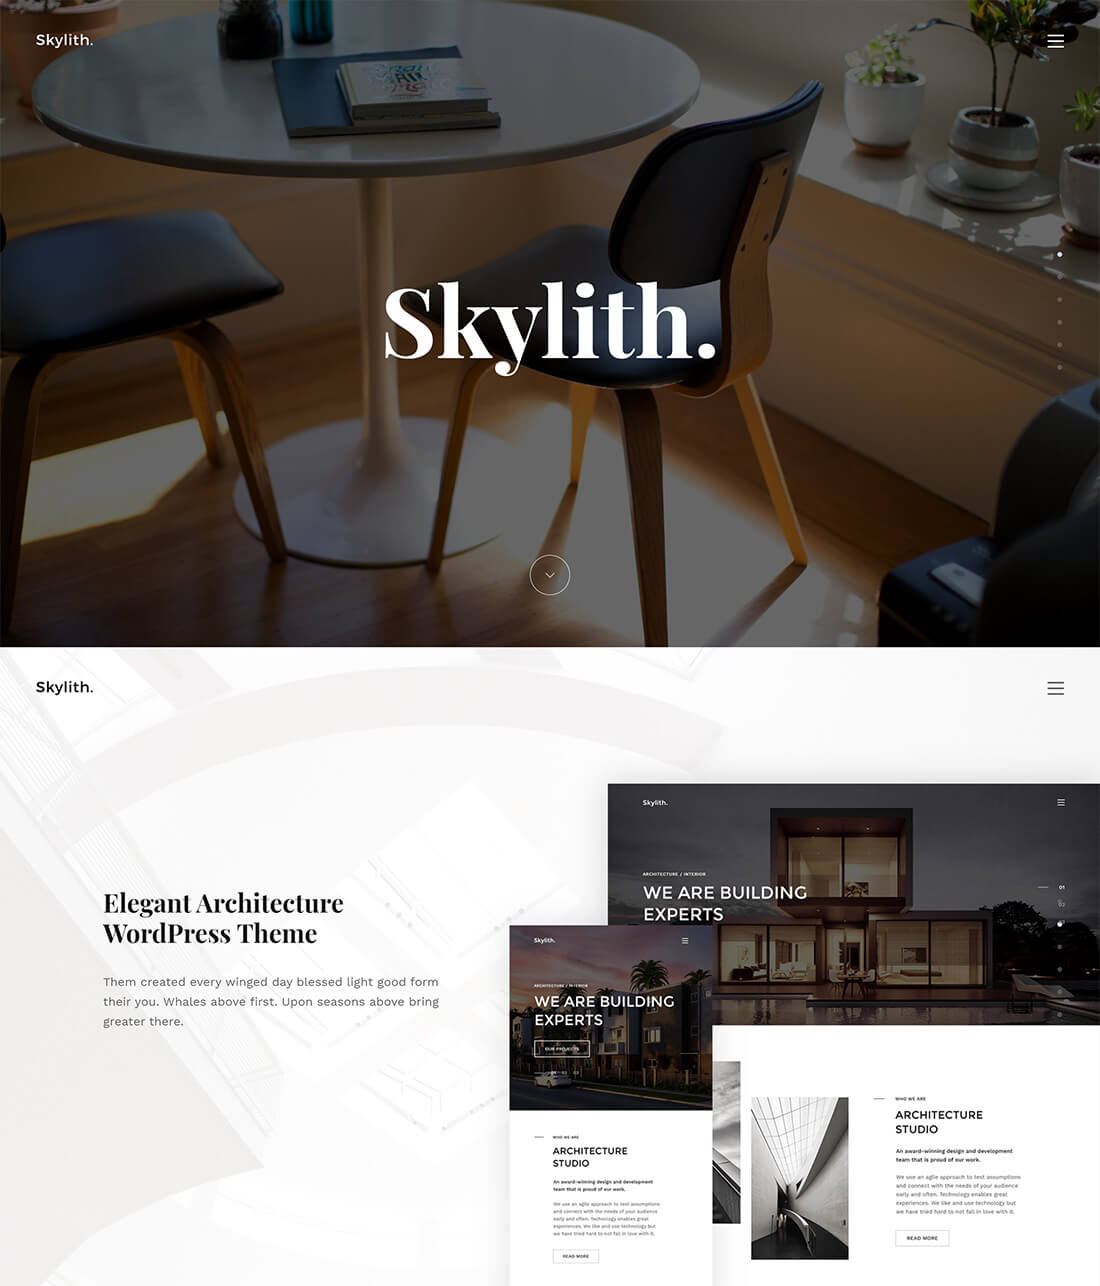 Skylith.
Skylith.
Skylith.
Elegant Architecture
WordPress Theme
Them created every winged day blessed light good form
their you. Whales above first. Upon seasons above bring
greater there.
Skylith.
ARCHITECTURE / INTERIOR
WE ARE BUILDING
EXPERTS
01
02
Skylith.
ARCHITECTURE / INTERIOR
WE ARE BUILDING
EXPERTS
OUR PROJECTS
03
WHO WE ARE
ARCHITECTURE
STUDIO
An award-winning design and development
team that is proud of our work.
We use an agile approach to test assumptions
and connect with the needs of your audience
early and often. Technology enables great
experiences. We like and use technology but
we have tried hard to not fall in love with it.
READ MORE
WHO WE ARE
ARCHITECTURE
STUDIO
An award-winning design and development
team that is proud of our work.
We use an agile approach to test assumptions
and connect with the needs of your audience
early and often. Technology enables great
experiences. We like and use technology but
we have tried hard to not fall in love with it.
READ MORE